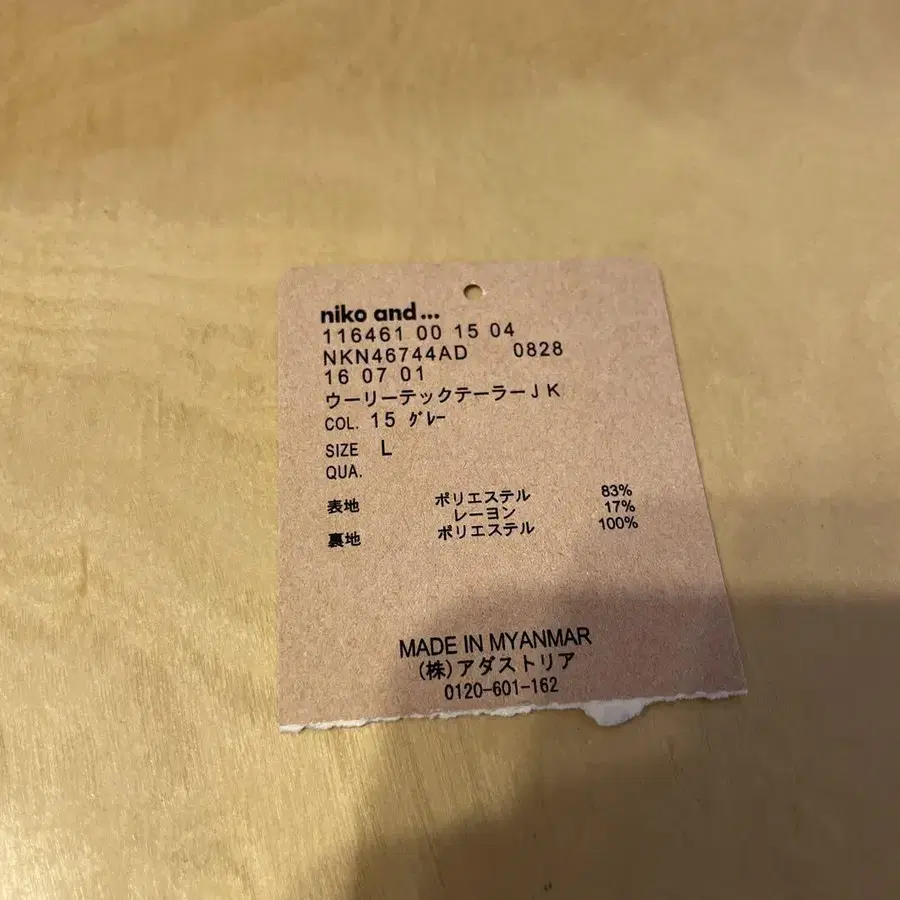 niko and...
116461 00 15 04
NKN46744AD 0828
16 07 01
ウーリーテックテーラーJK
COL. 15 グレー
SIZE L
QUA.
表地 ポリエステル 83%
レーヨン 17%
裏地 ポリエステル 100%
MADE IN MYANMAR
(株)アダストリア
0120-601-162